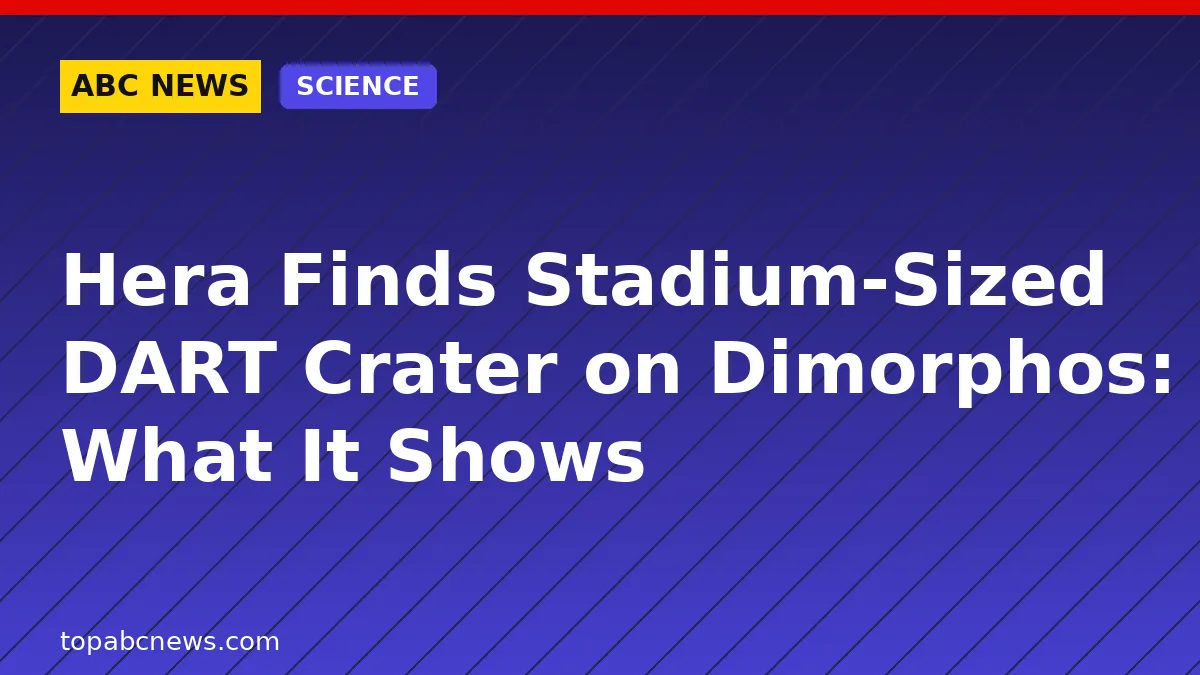 ABC NEWS
SCIENCE
Hera Finds Stadium-Sized
DART Crater on Dimorphos:
What It Shows
topabcnews.com